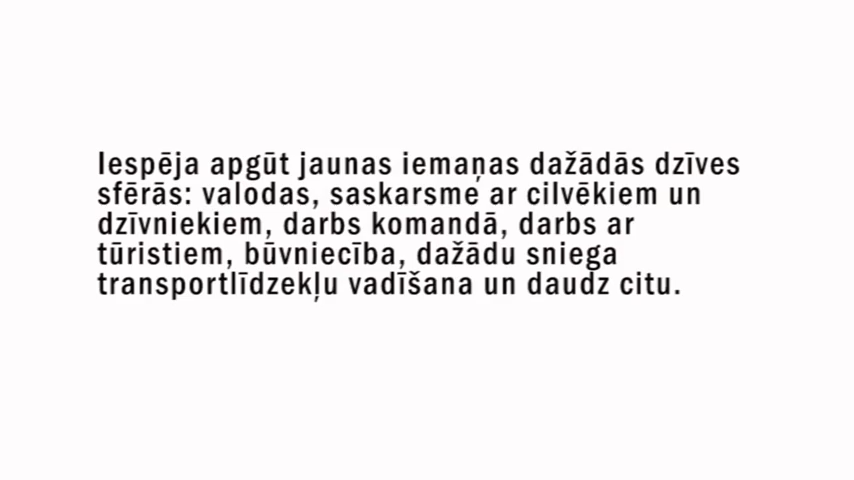 Iespēja apgūt jaunas iemaņas dažādās dzīves
sfērās: valodas, saskarsme ar cilvēkiem un
dzīvniekiem, darbs komandā, darbs ar
tūristiem, būvniecība, dažādu sniega
transportlīdzekļu vadīšana un daudz citu.